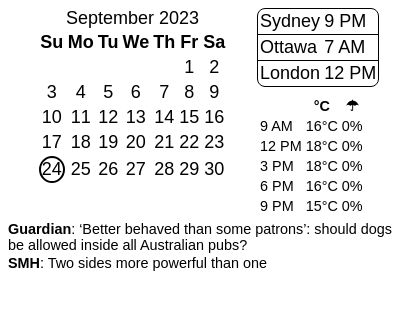 September 2023
Su Mo Tu We Th Fr Sa
1 2
3 4 5 6 7 8 9
10 11 12 13 14 15 16
17 18 19 20 21 22 23
24 25 26 27 28 29 30
Sydney 9 PM
Ottawa 7 AM
London 12 PM
°C ☂
9 AM 16°C 0%
12 PM 18°C 0%
3 PM 18°C 0%
6 PM 16°C 0%
9 PM 15°C 0%
Guardian: ‘Better behaved than some patrons’: should dogs
be allowed inside all Australian pubs?
SMH: Two sides more powerful than one